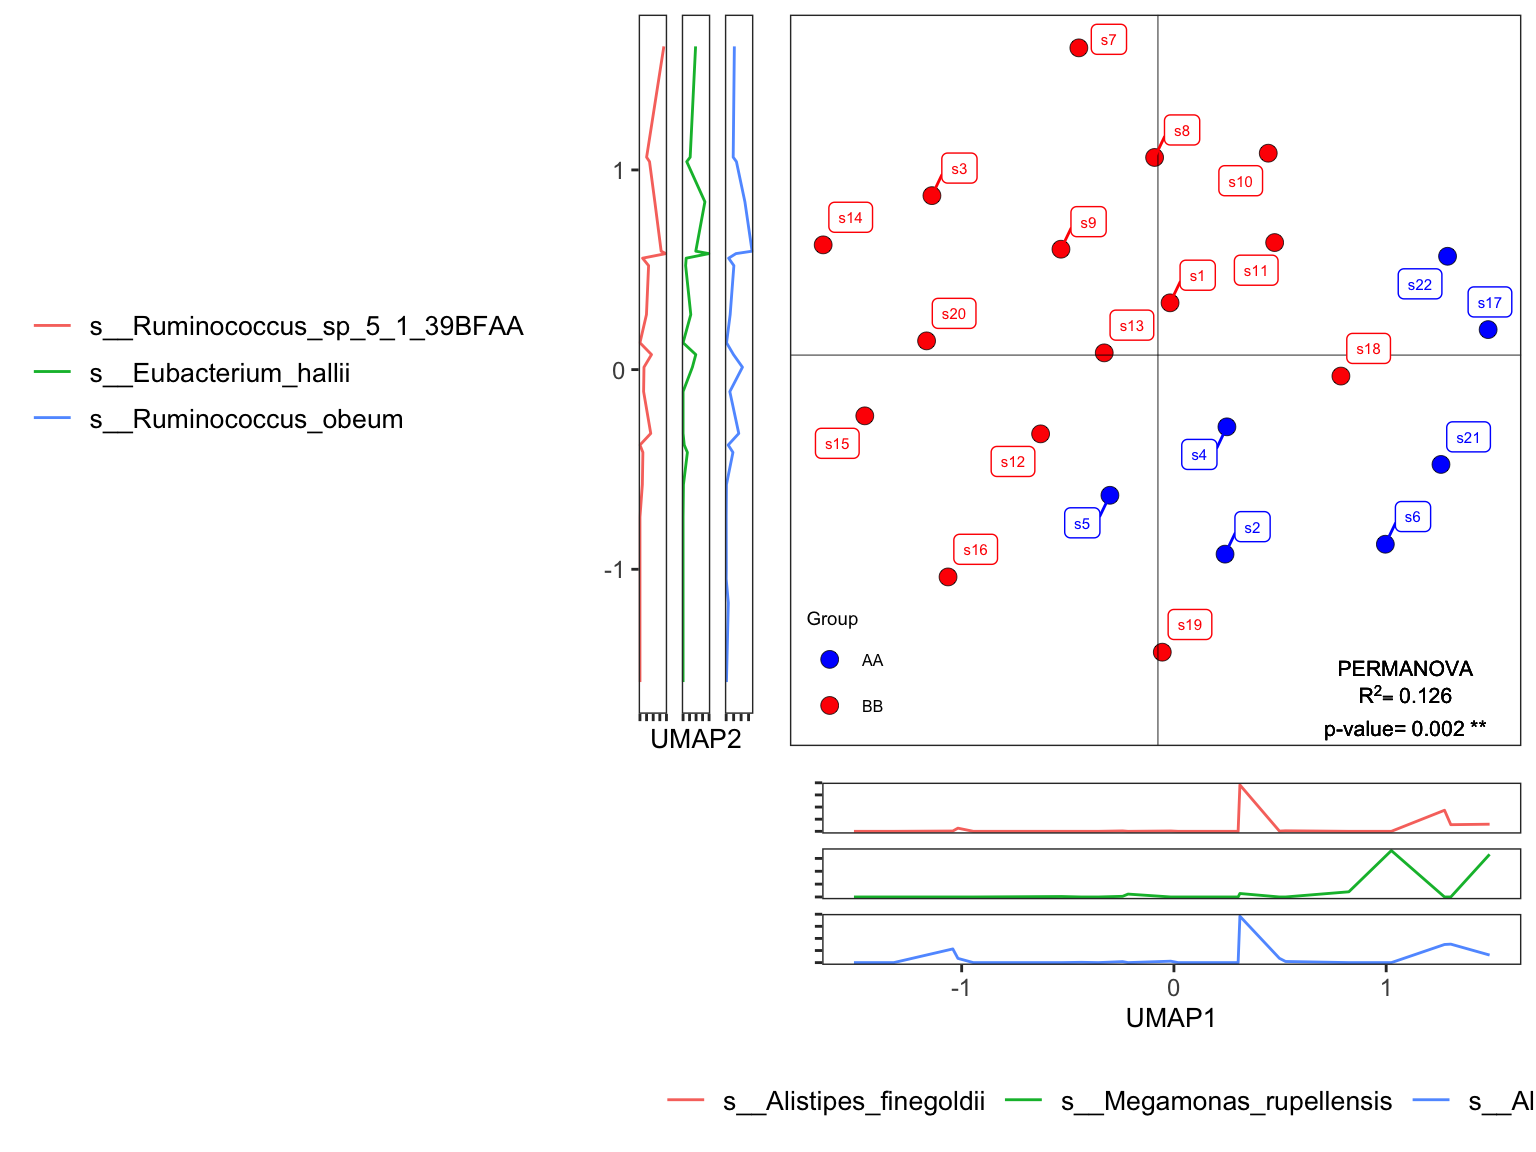 s7
s8
s3
s10
s14
s9
s11
s1
s22
s17
s20
s13
s18
s15
s12
s4
s21
s5
s2
s6
s16
s19
Group
AA
BB
PERMANOVA
R²= 0.126
p-value= 0.002 **
1
0
-1
UMAP2
s__Ruminococcus_sp_5_1_39BFAA
s__Eubacterium_hallii
s__Ruminococcus_obeum
-1 0 1
UMAP1
s__Alistipes_finegoldii s__Megamonas_rupellensis s__Al